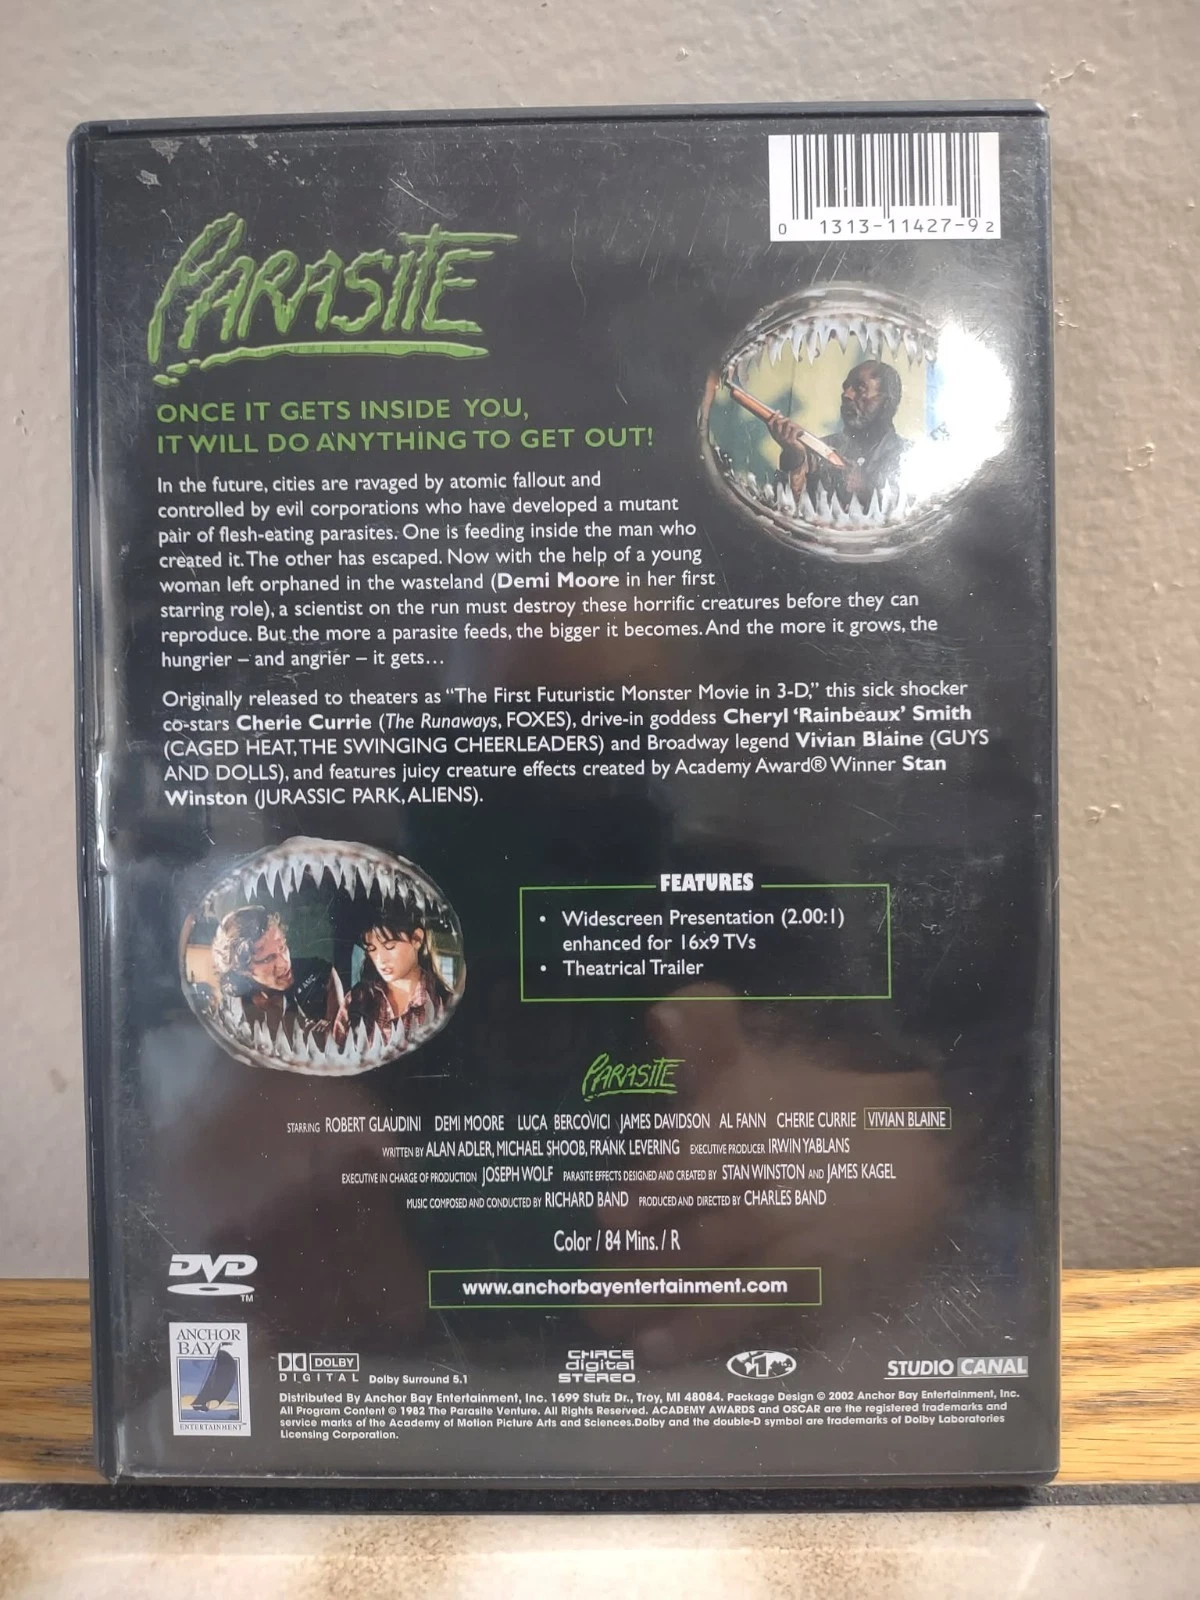 0 1313-11427-9 2
PARASITE
ONCE IT GETS INSIDE YOU,
IT WILL DO ANYTHING TO GET OUT!
In the future, cities are ravaged by atomic fallout and
controlled by evil corporations who have developed a mutant
pair of flesh-eating parasites. One is feeding inside the man who
created it. The other has escaped. Now with the help of a young
woman left orphaned in the wasteland (Demi Moore in her first
starring role), a scientist on the run must destroy these horrific creatures before they can
reproduce. But the more a parasite feeds, the bigger it becomes. And the more it grows, the
hungrier – and angrier – it gets…
Originally released to theaters as “The First Futuristic Monster Movie in 3-D,” this sick shocker
co-stars Cherie Currie (The Runaways, FOXES), drive-in goddess Cheryl ‘Rainbeaux’ Smith
(CAGED HEAT, THE SWINGING CHEERLEADERS) and Broadway legend Vivian Blaine (GUYS
AND DOLLS), and features juicy creature effects created by Academy Award® Winner Stan
Winston (JURASSIC PARK, ALIENS).
FEATURES
• Widescreen Presentation (2.00:1)
enhanced for 16x9 TVs
• Theatrical Trailer
PARASITE
STARRING ROBERT GLAUDINI DEMI MOORE LUCA BERCOVICI JAMES DAVIDSON AL FANN CHERIE CURRIE VIVIAN BLAINE
WRITTEN BY ALAN ADLER, MICHAEL SHOOB, FRANK LEVERING EXECUTIVE PRODUCER IRWIN YABLANS
EXECUTIVE IN CHARGE OF PRODUCTION JOSEPH WOLF PARASITE EFFECTS DESIGNED AND CREATED BY STAN WINSTON AND JAMES KAGEL
MUSIC COMPOSED AND CONDUCTED BY RICHARD BAND PRODUCED AND DIRECTED BY CHARLES BAND
Color / 84 Mins. / R
www.anchorbayentertainment.com
DVD
TM
ANCHOR
BAY
ENTERTAINMENT
DOLBY
DIGITAL Dolby Surround 5.1
CHACE
digital
STEREO
1
STUDIO CANAL
Distributed By Anchor Bay Entertainment, Inc. 1699 Stutz Dr., Troy, MI 48084. Package Design © 2002 Anchor Bay Entertainment, Inc.
All Program Content © 1982 The Parasite Venture. All Rights Reserved. ACADEMY AWARDS and OSCAR are the registered trademarks and
service marks of the Academy of Motion Picture Arts and Sciences.Dolby and the double-D symbol are trademarks of Dolby Laboratories
Licensing Corporation.